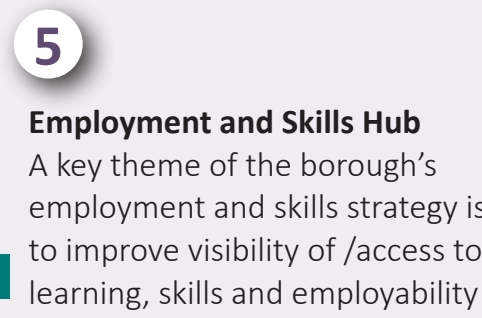 5
Employment and Skills Hub
A key theme of the borough's
employment and skills strategy is
to improve visibility of /access to
learning, skills and employability